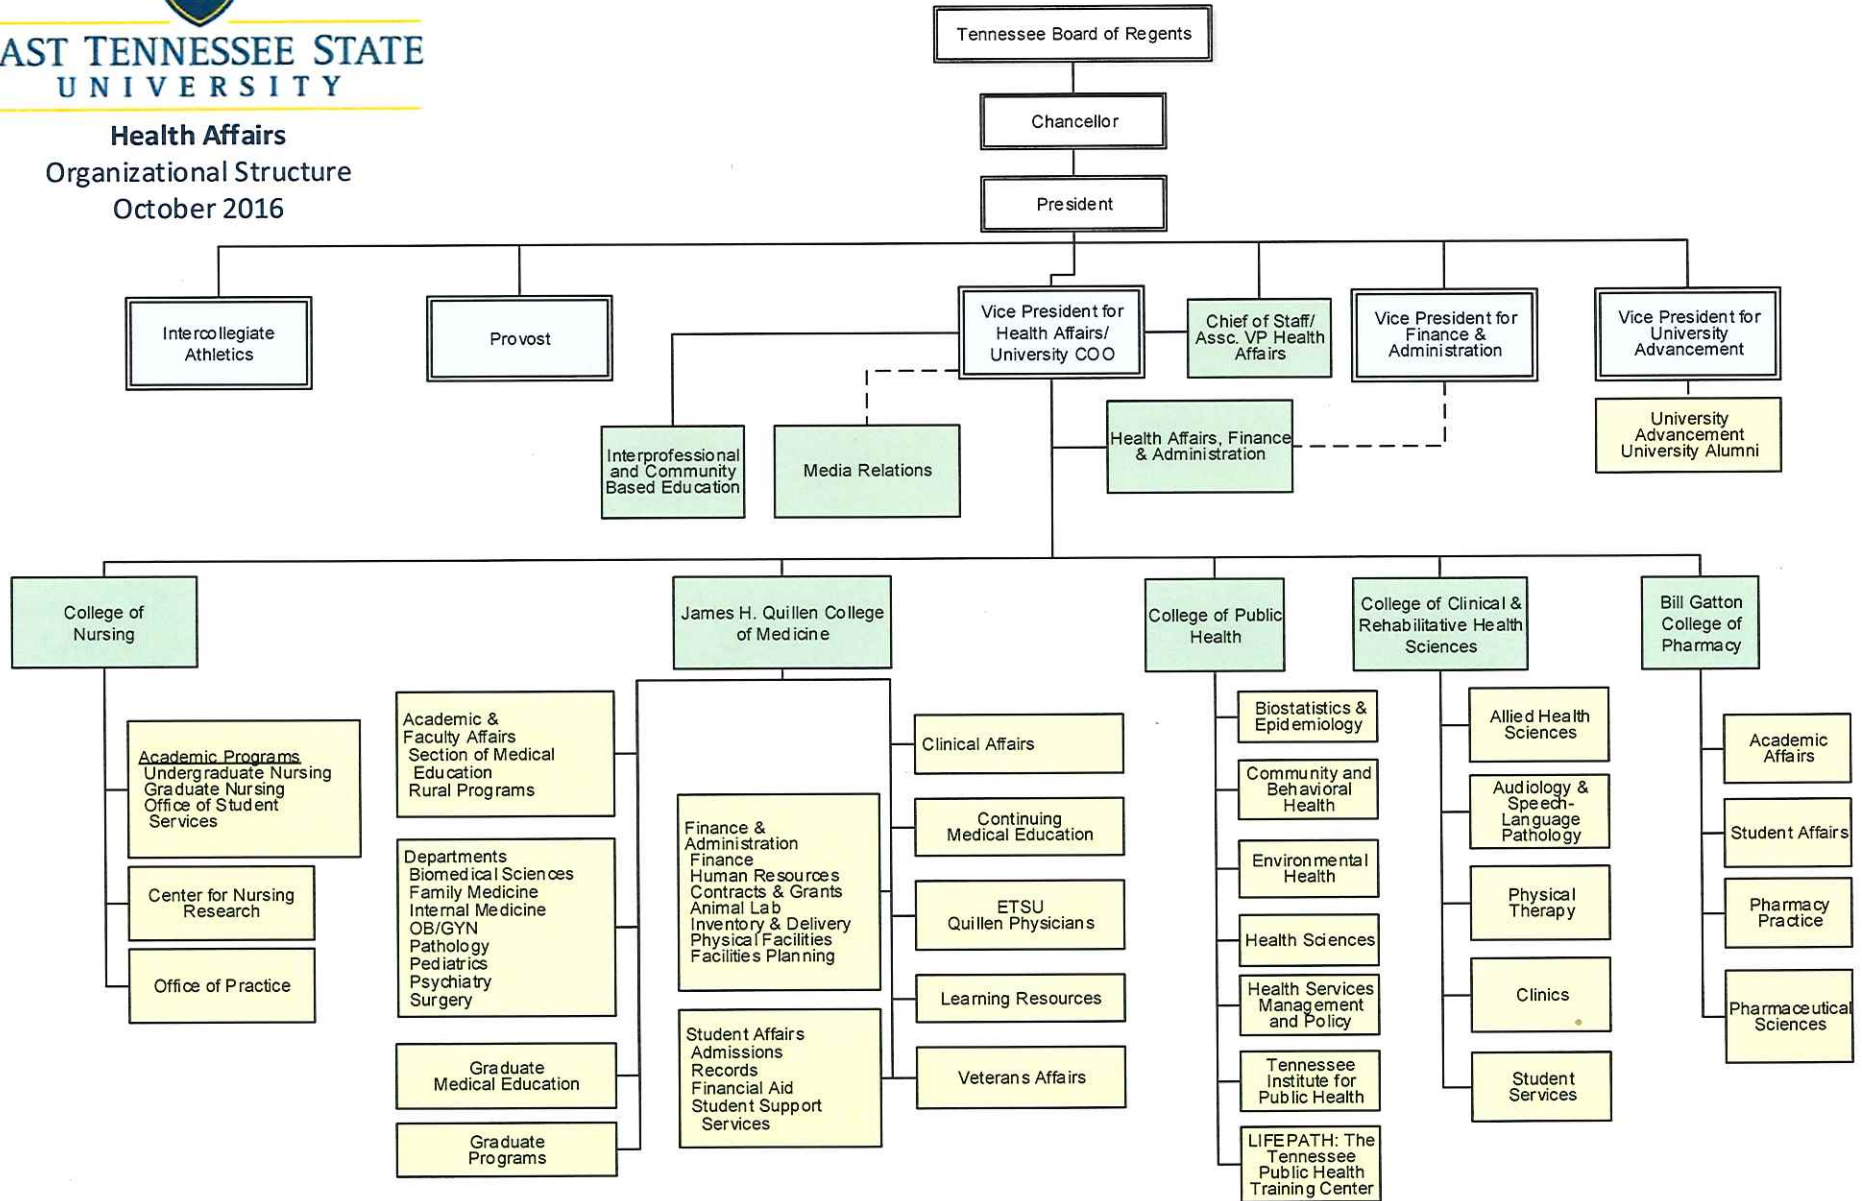 AST TENNESSEE STATE
UNIVERSITY
Health Affairs
Organizational Structure
October 2016
Tennessee Board of Regents
Chancellor
President
Intercollegiate
Athletics
Provost
Vice President for
Health Affairs/
University COO
Chief of Staff/
Assc. VP Health
Affairs
Vice President for
Finance &
Administration
Vice President for
University
Advancement
University
Advancement
University Alumni
Interprofessional
and Community
Based Education
Media Relations
Health Affairs, Finance
& Administration
College of
Nursing
James H. Quillen College
of Medicine
College of Public
Health
College of Clinical &
Rehabilitative Health
Sciences
Bill Gatton
College of
Pharmacy
Academic Programs
Undergraduate Nursing
Graduate Nursing
Office of Student
Services
Center for Nursing
Research
Office of Practice
Academic &
Faculty Affairs
Section of Medical
Education
Rural Programs
Departments
Biomedical Sciences
Family Medicine
Internal Medicine
OB/GYN
Pathology
Pediatrics
Psychiatry
Surgery
Graduate
Medical Education
Graduate
Programs
Finance &
Administration
Finance
Human Resources
Contracts & Grants
Animal Lab
Inventory & Delivery
Physical Facilities
Facilities Planning
Student Affairs
Admissions
Records
Financial Aid
Student Support
Services
Clinical Affairs
Continuing
Medical Education
ETSU
Quillen Physicians
Learning Resources
Veterans Affairs
Biostatistics &
Epidemiology
Community and
Behavioral
Health
Environmental
Health
Health Sciences
Health Services
Management
and Policy
Tennessee
Institute for
Public Health
LIFEPATH: The
Tennessee
Public Health
Training Center
Allied Health
Sciences
Audiology &
Speech-
Language
Pathology
Physical
Therapy
Clinics
Student
Services
Academic
Affairs
Student Affairs
Pharmacy
Practice
Pharmaceutical
Sciences